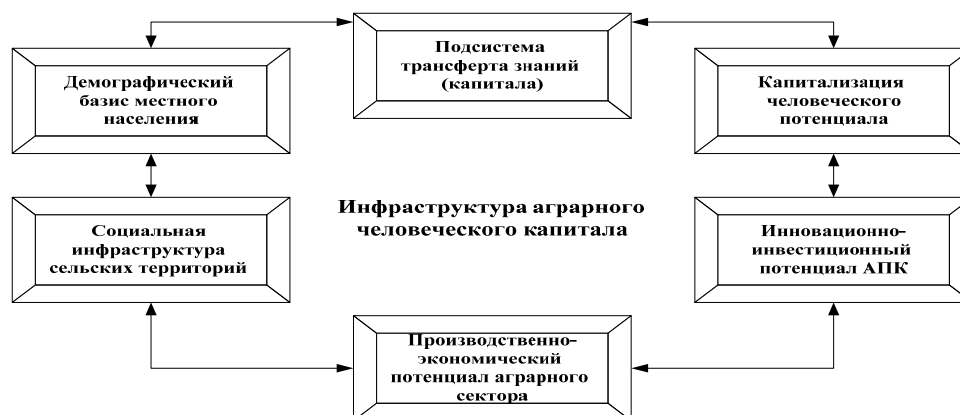 Подсистема
трансферта знаний
(капитала)
Демографический
базис местного
населения
Капитализация
человеческого
потенциала
Инфраструктура аграрного
человеческого капитала
Социальная
инфраструктура
сельских территорий
Инновационно-
инвестиционный
потенциал АПК
Производственно-
экономический
потенциал аграрного
сектора